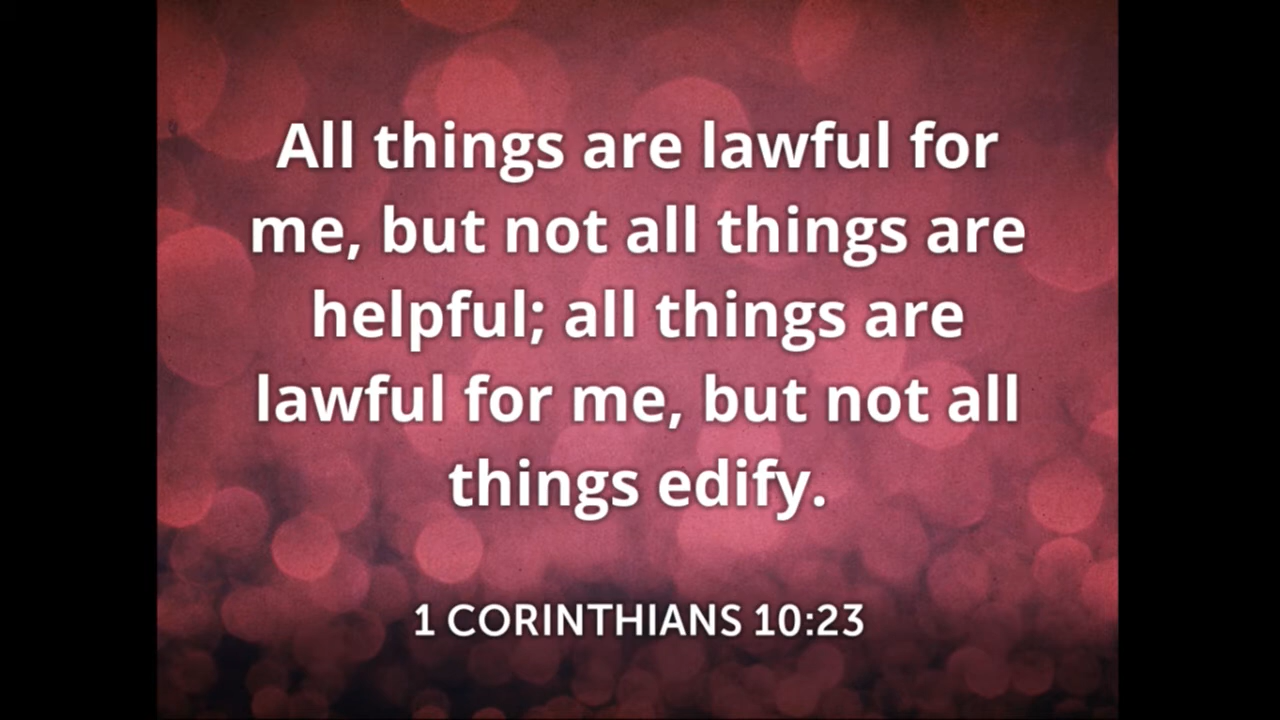 All things are lawful for
me, but not all things are
helpful; all things are
lawful for me, but not all
things edify.
1 CORINTHIANS 10:23